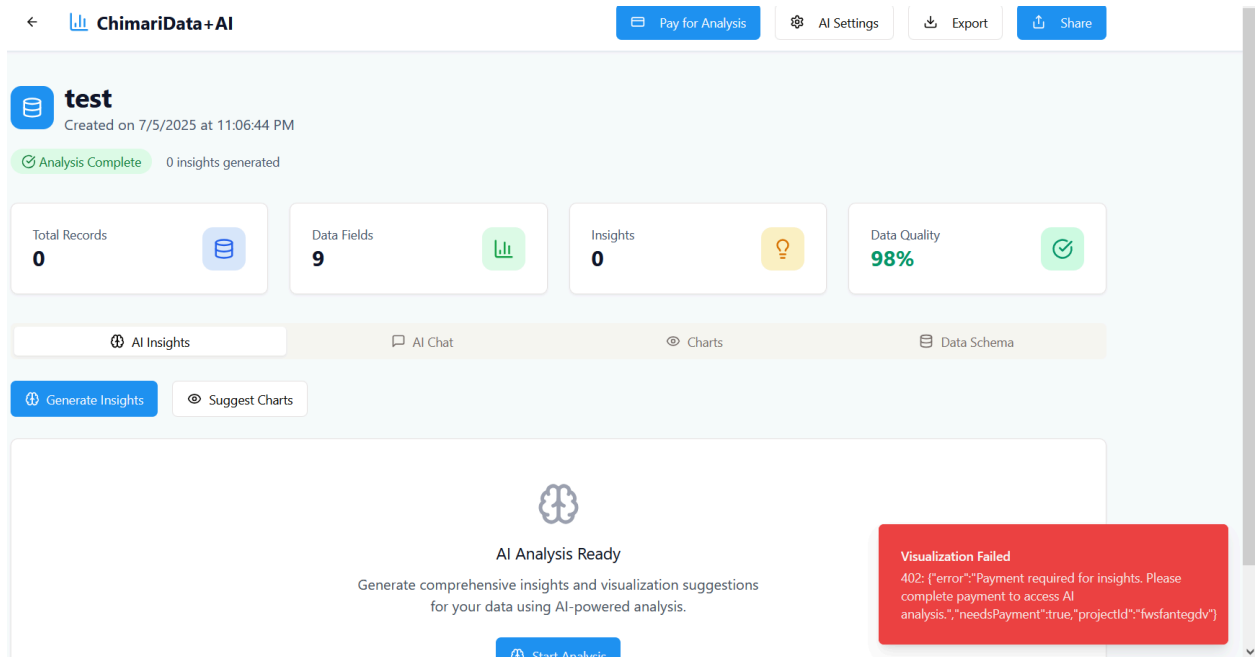 ChimariData+AI
Pay for Analysis
AI Settings
Export
Share
test
Created on 7/5/2025 at 11:06:44 PM
Analysis Complete
0 insights generated
Total Records
0
Data Fields
9
Insights
0
Data Quality
98%
AI Insights
AI Chat
Charts
Data Schema
Generate Insights
Suggest Charts
AI Analysis Ready
Generate comprehensive insights and visualization suggestions
for your data using AI-powered analysis.
Start Analysis
Visualization Failed
402: {"error":"Payment required for insights. Please
complete payment to access AI
analysis.","needsPayment":true,"projectId":"fwsfantegdv"}